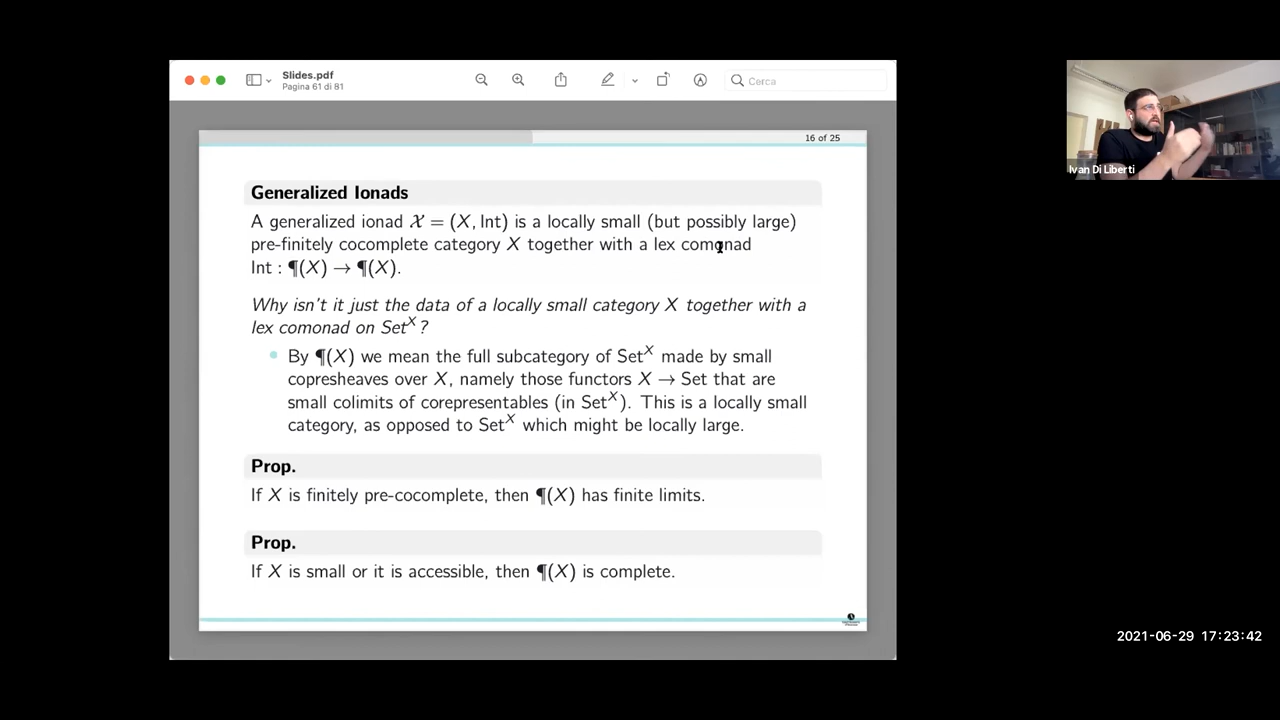 Slides.pdf
Pagina 61 di 81
Cerca
16 of 25
Generalized Ionads
A generalized ionad 𝒳 = (X, Int) is a locally small (but possibly large)
pre-finitely cocomplete category X together with a lex comonad
Int : ¶(X) → ¶(X).
Why isn't it just the data of a locally small category X together with a
lex comonad on Set^X?
• By ¶(X) we mean the full subcategory of Set^X made by small
copresheaves over X, namely those functors X → Set that are
small colimits of corepresentables (in Set^X). This is a locally small
category, as opposed to Set^X which might be locally large.
Prop.
If X is finitely pre-cocomplete, then ¶(X) has finite limits.
Prop.
If X is small or it is accessible, then ¶(X) is complete.
Ivan Di Liberti
2021-06-29 17:23:42